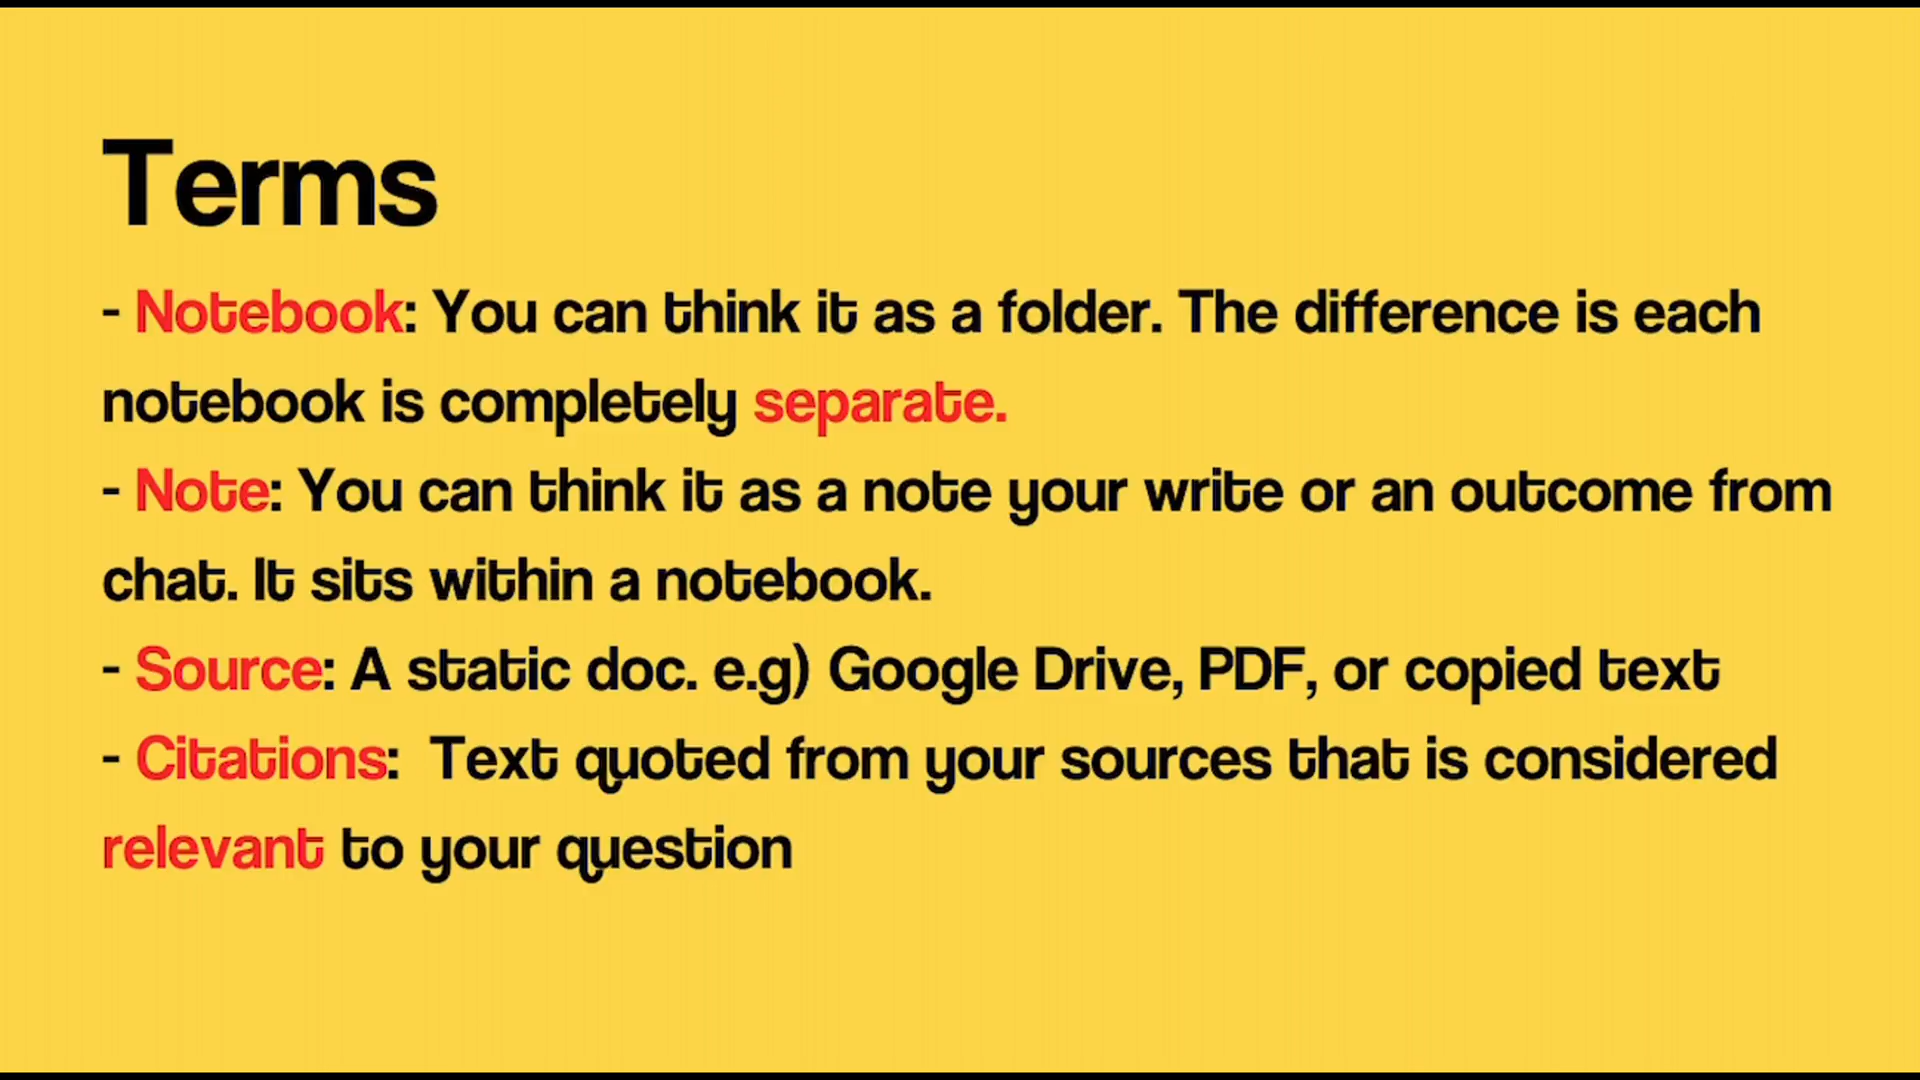 Terms
- Notebook: You can think it as a folder. The difference is each
notebook is completely separate.
- Note: You can think it as a note your write or an outcome from
chat. It sits within a notebook.
- Source: A static doc. e.g) Google Drive, PDF, or copied text
- Citations:  Text quoted from your sources that is considered
relevant to your question